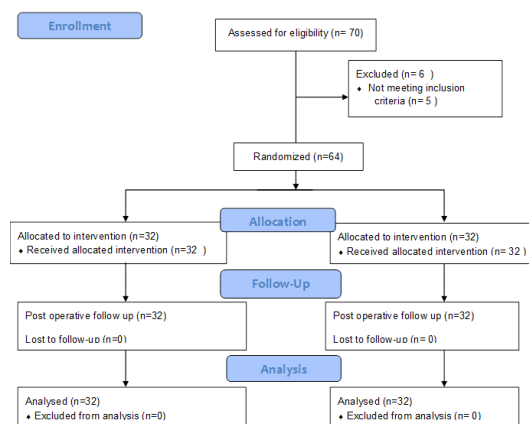 Enrollment
Assessed for eligibility (n= 70)
Excluded (n= 6 )
♦ Not meeting inclusion
criteria (n= 5 )
Randomized (n=64)
Allocation
Allocated to intervention (n=32)
♦ Received allocated intervention (n=32 )
Allocated to intervention (n=32)
♦ Received allocated intervention (n= 32 )
Follow-Up
Post operative follow up (n=32)
Lost to follow-up (n=0)
Post operative follow up (n=32)
Lost to follow-up (n= 0)
Analysis
Analysed (n=32)
♦ Excluded from analysis (n=0)
Analysed (n=32)
♦ Excluded from analysis (n= 0)